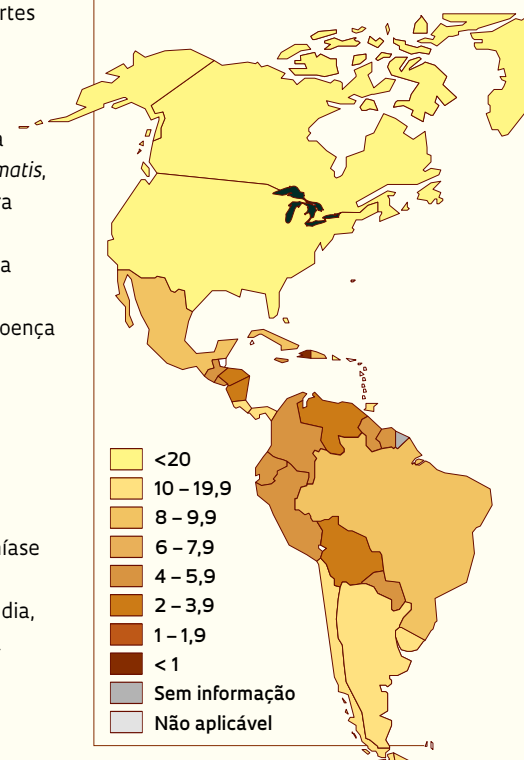 rtes
a
matis,
a
a
oença
íase
dia,
<20
10 – 19,9
8 – 9,9
6 – 7,9
4 – 5,9
2 – 3,9
1 – 1,9
< 1
Sem informação
Não aplicável